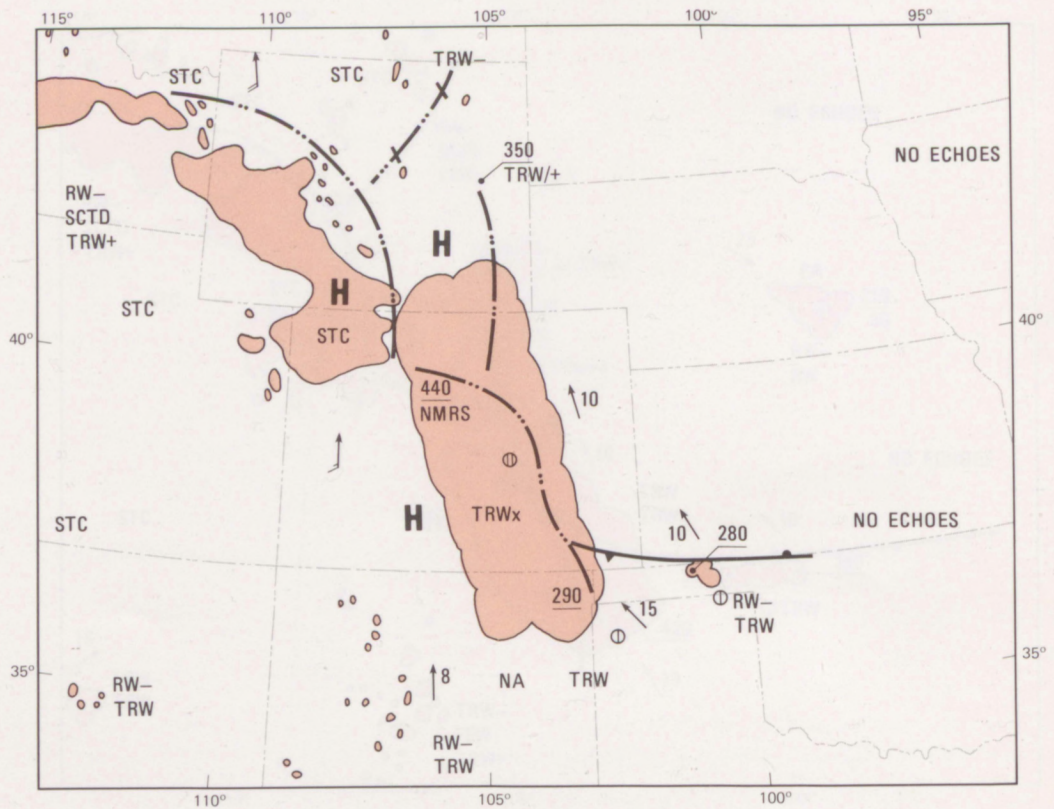 115°
110°
105°
100°
95°
STC
STC
TRW–
350
TRW/+
NO ECHOES
RW–
SCTD
TRW+
H
H
STC
STC
40°
40°
440
NMRS
10
H
TRWx
STC
10
280
NO ECHOES
290
15
RW–
TRW
35°
35°
RW–
TRW
8
NA
TRW
RW–
TRW
110°
105°
100°